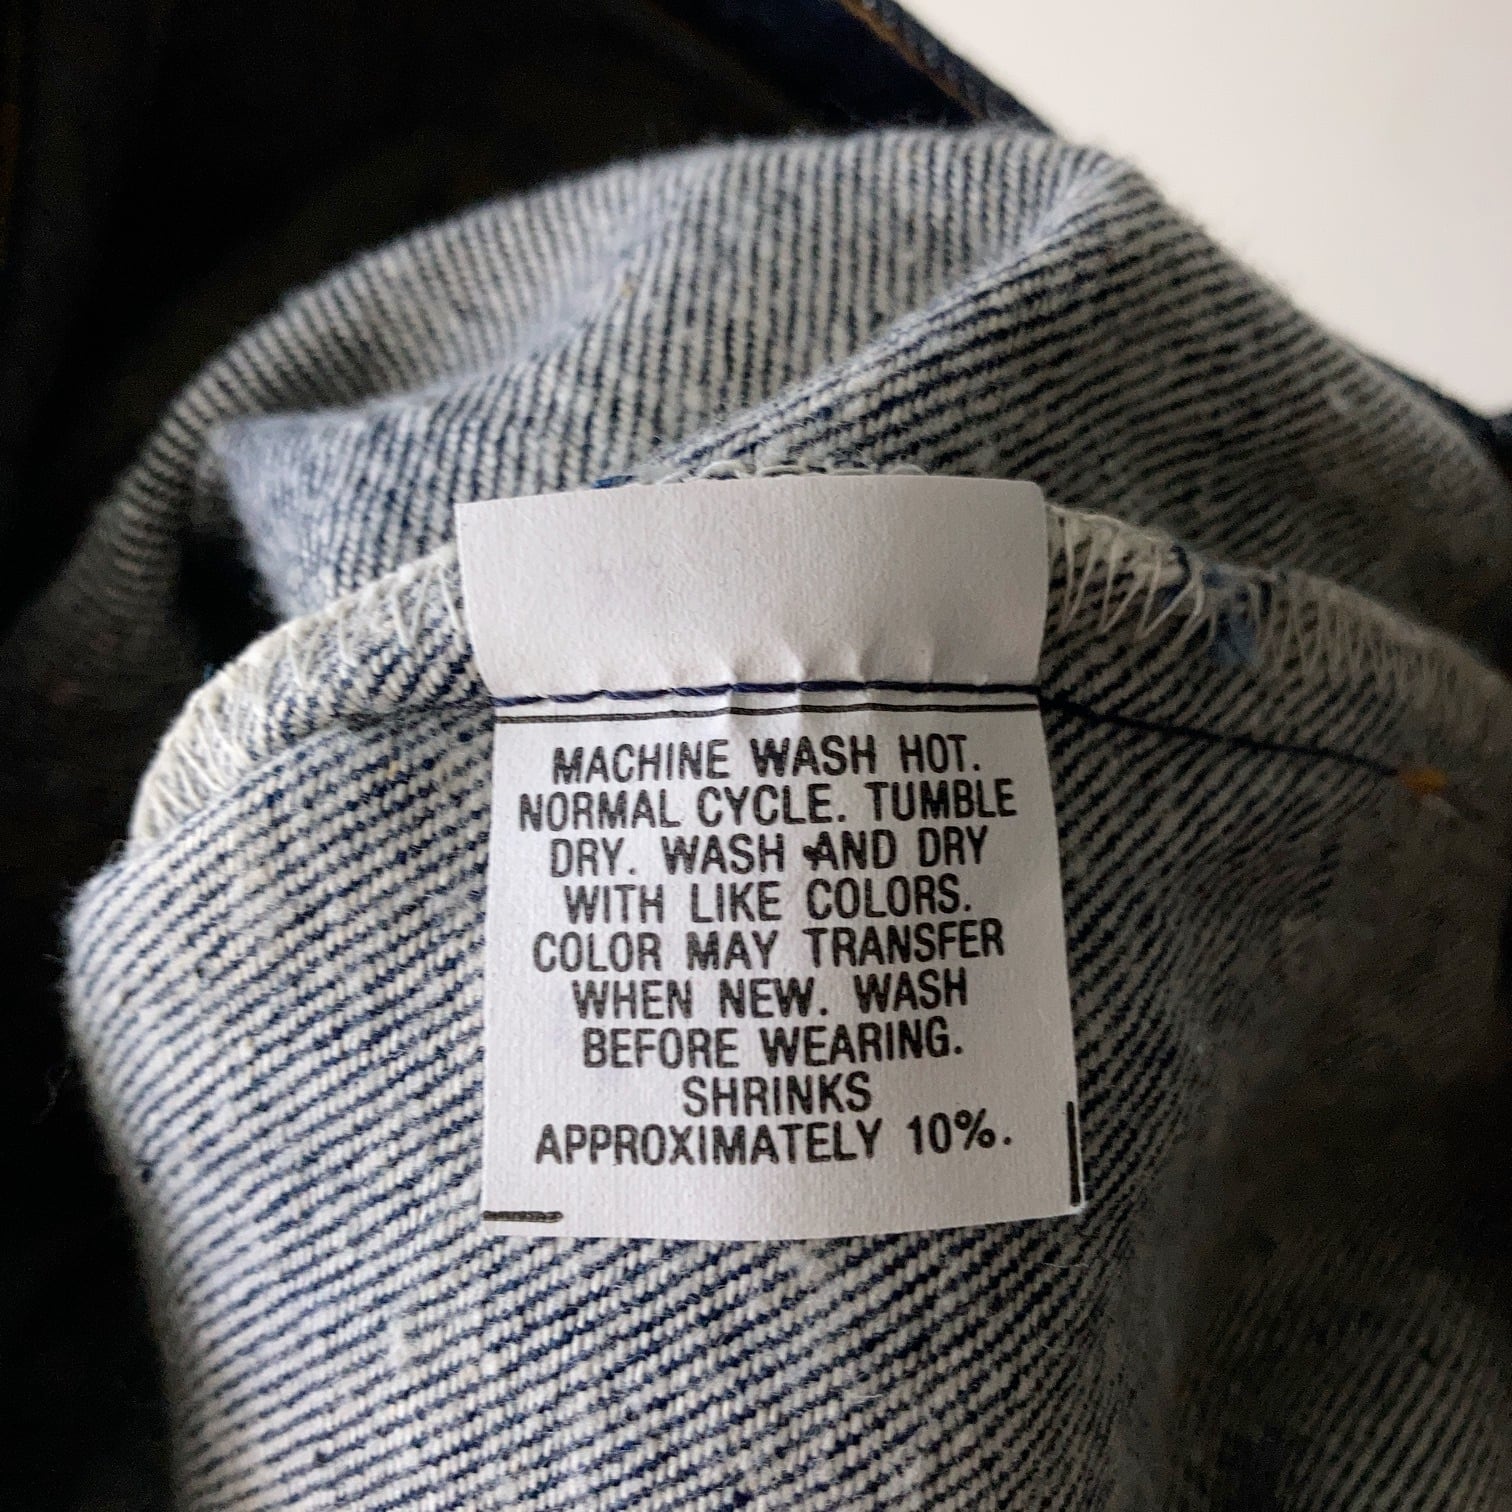 MACHINE WASH HOT.
NORMAL CYCLE. TUMBLE
DRY. WASH AND DRY
WITH LIKE COLORS.
COLOR MAY TRANSFER
WHEN NEW. WASH
BEFORE WEARING.
SHRINKS
APPROXIMATELY 10%.